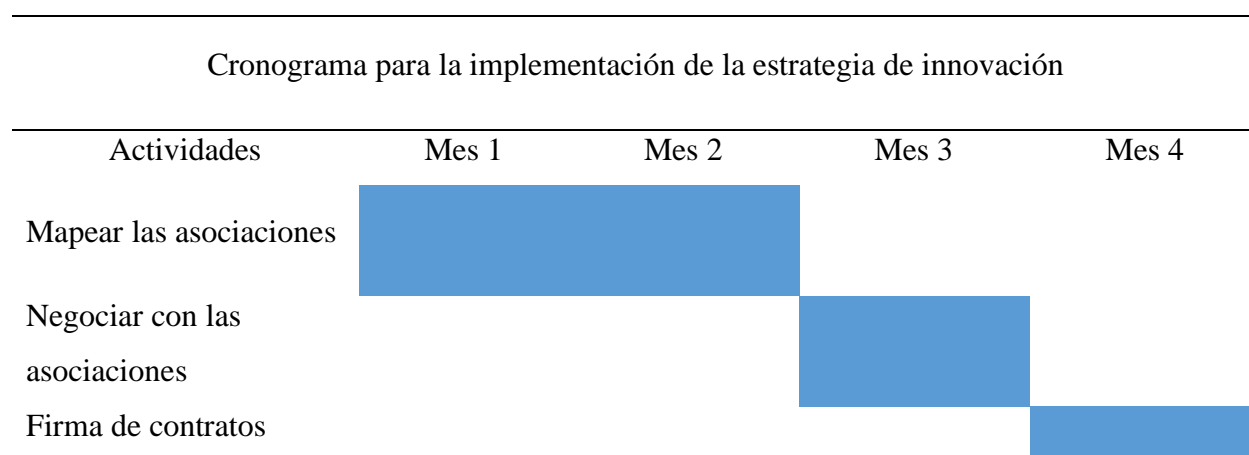 Cronograma para la implementación de la estrategia de innovación
Actividades Mes 1 Mes 2 Mes 3 Mes 4
Mapear las asociaciones
Negociar con las
asociaciones
Firma de contratos